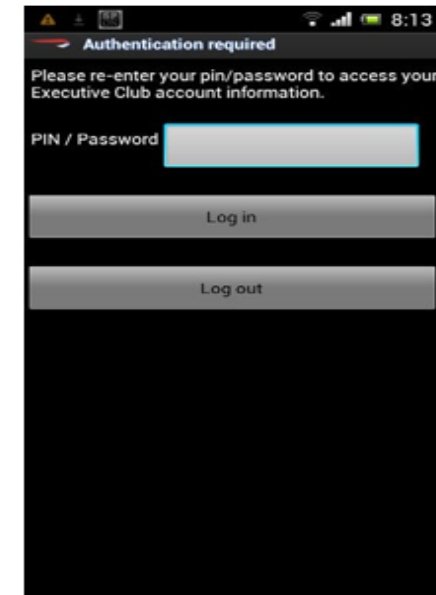 8:13
Authentication required
Please re-enter your pin/password to access your
Executive Club account information.
PIN / Password
Log in
Log out